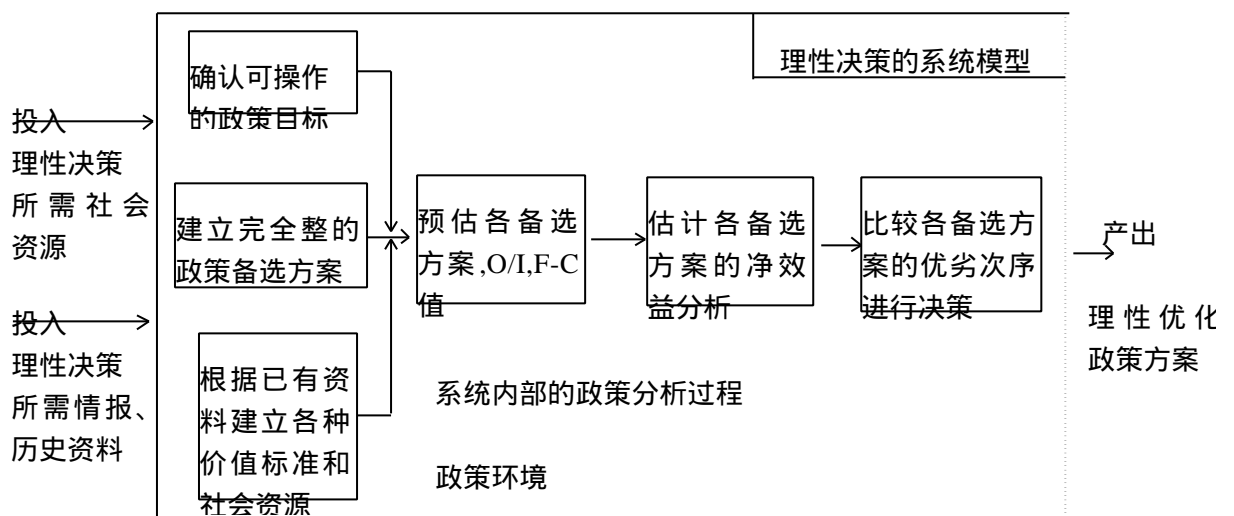 理性决策的系统模型
确认可操作
的政策目标
投入
理性决策
所需社会
资源
投入
理性决策
所需情报、
历史资料
建立完全整的
政策备选方案
根据已有资
料建立各种
价值标准和
社会资源
预估各备选
方案,O/I,F-C
值
估计各备选
方案的净效
益分析
比较各备选方
案的优劣次序
进行决策
产出
理性优化
政策方案
系统内部的政策分析过程
政策环境